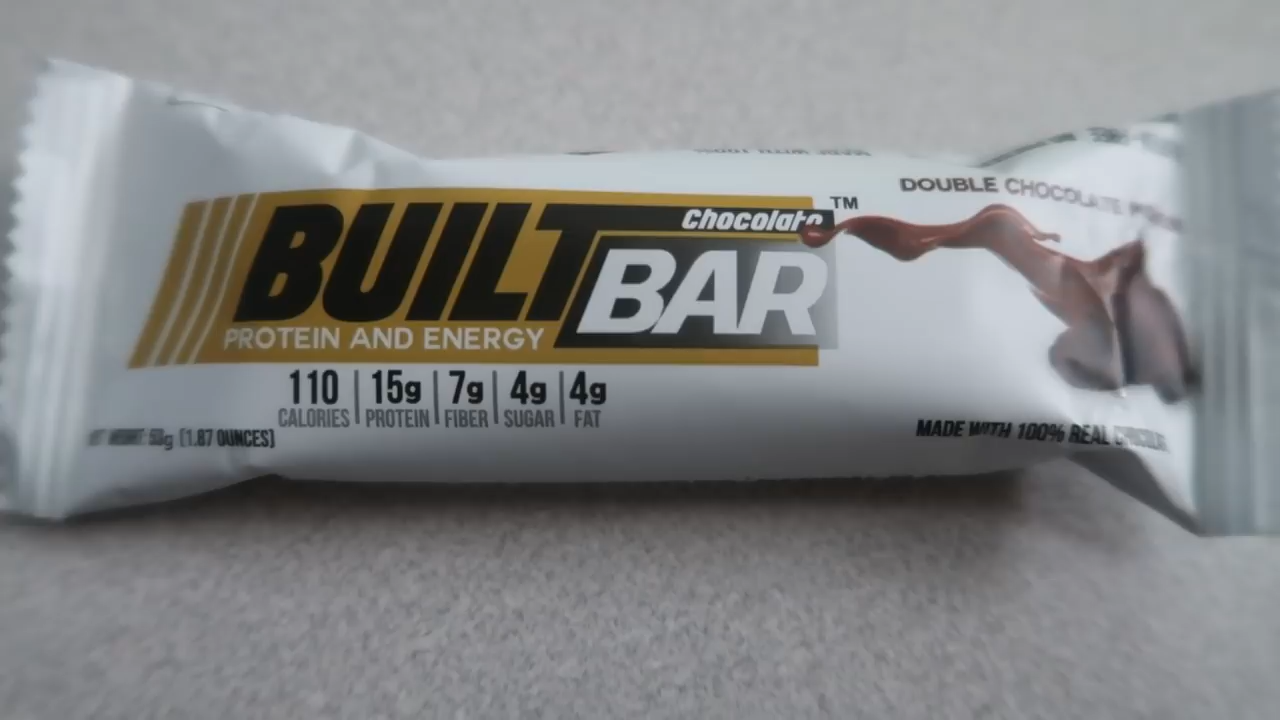 DOUBLE CHOCOLATE
Chocolate
TM
BUILT
BAR
PROTEIN AND ENERGY
110 | 15g | 7g | 4g | 4g
CALORIES PROTEIN FIBER SUGAR FAT
(1.87 OUNCES)
MADE WITH 100% REAL